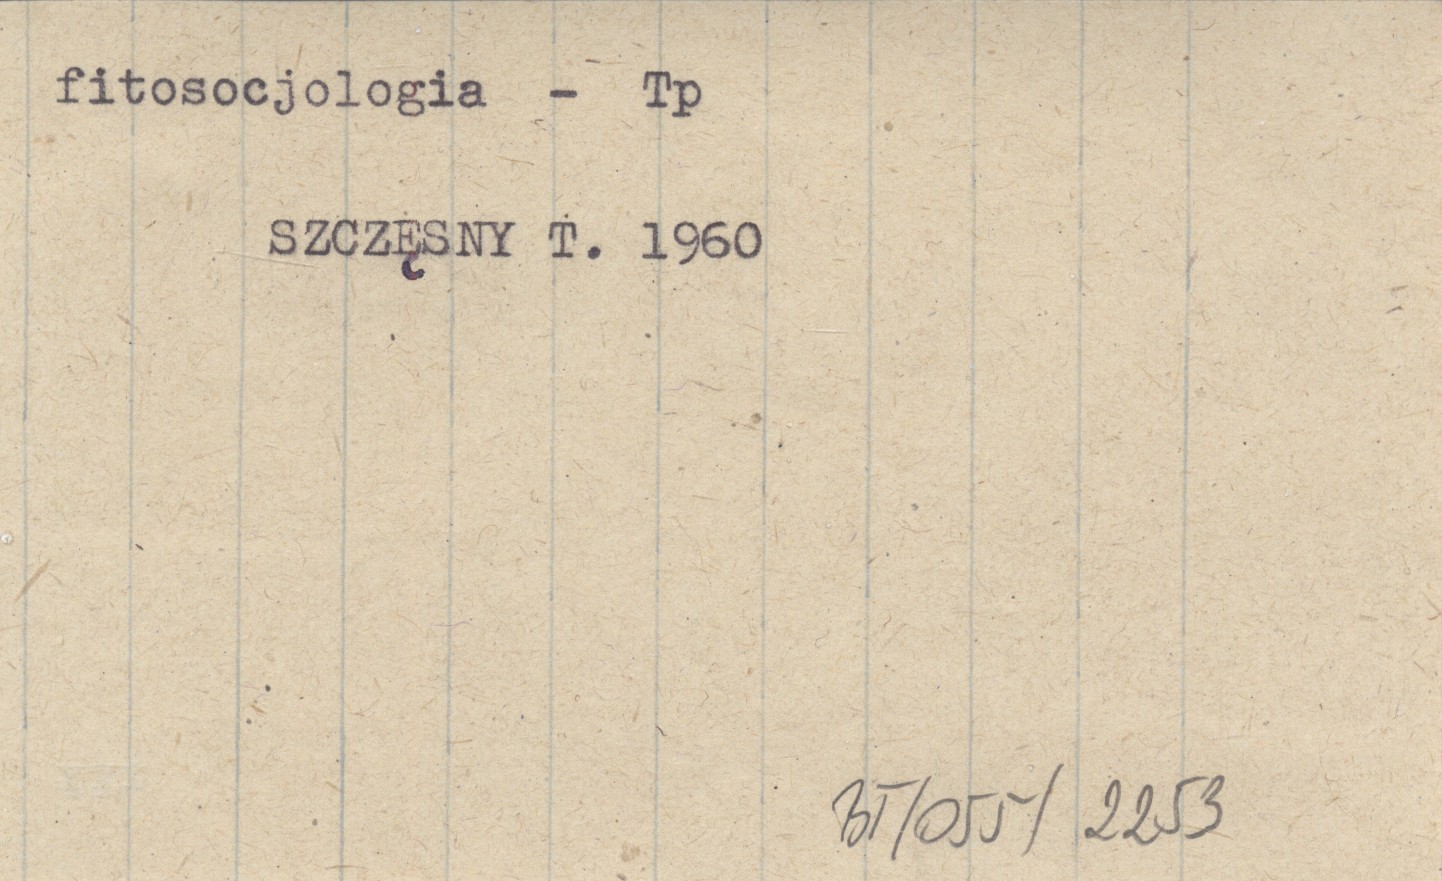 fitosocjologia - Tp
SZCZĘSNY T. 1960
BT/055/ 2253